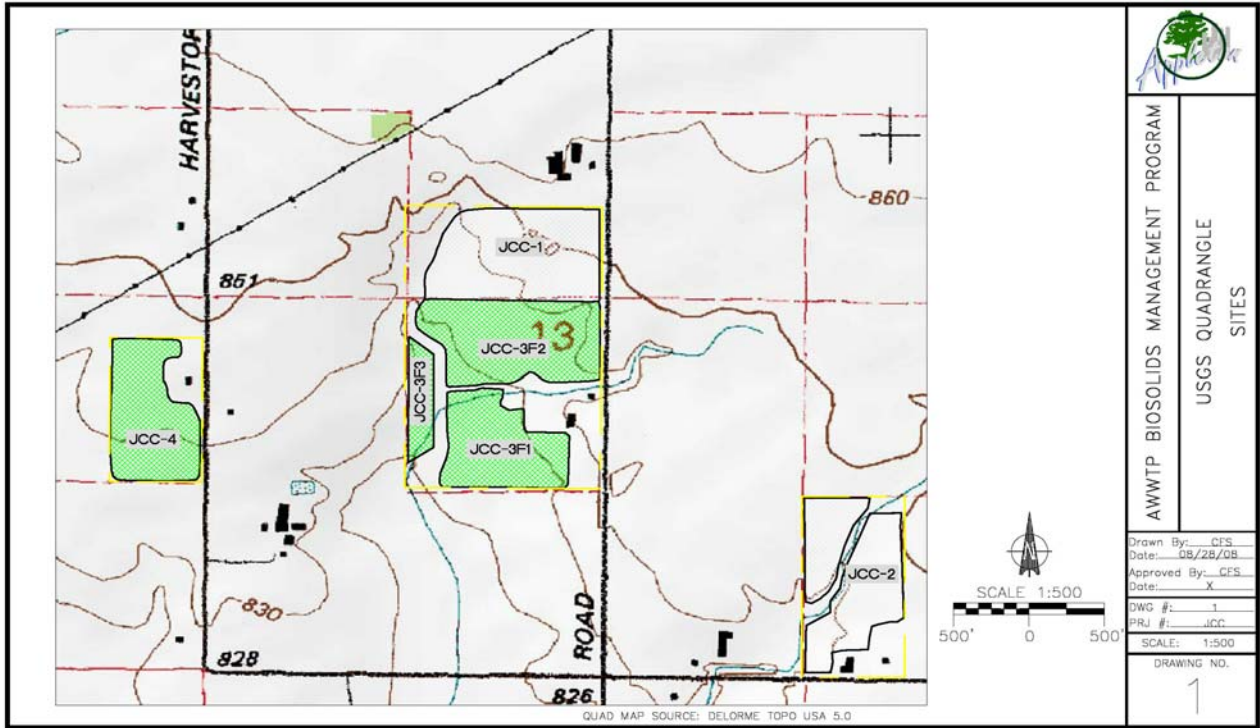 HARVESTOR
860
JCC-1
851
13
JCC-3F2
JCC-3F3
JCC-4
JCC-3F1
JCC-2
830
ROAD
828
826
QUAD MAP SOURCE: DELORME TOPO USA 5.0
SCALE 1:500
500' 0 500'
Appleton
AWWTP BIOSOLIDS MANAGEMENT PROGRAM
USGS QUADRANGLE
SITES
Drawn By: CFS
Date: 08/28/08
Approved By: CFS
Date: X
DWG #: 1
PRJ #: JCC
SCALE: 1:500
DRAWING NO.
1